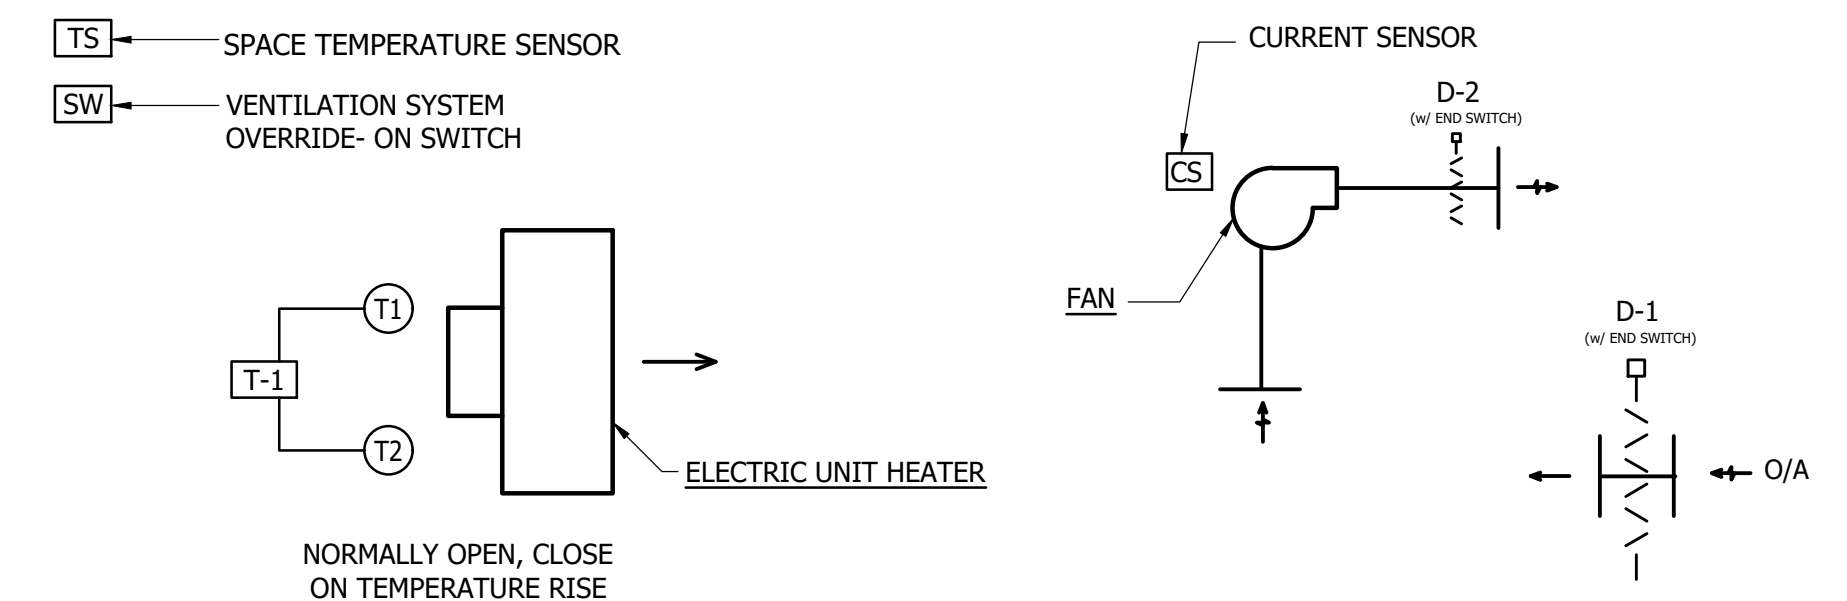 TS
SPACE TEMPERATURE SENSOR
SW
VENTILATION SYSTEM
OVERRIDE- ON SWITCH
T1
T-1
T2
ELECTRIC UNIT HEATER
NORMALLY OPEN, CLOSE
ON TEMPERATURE RISE
CURRENT SENSOR
CS
D-2
(w/ END SWITCH)
FAN
D-1
(w/ END SWITCH)
O/A